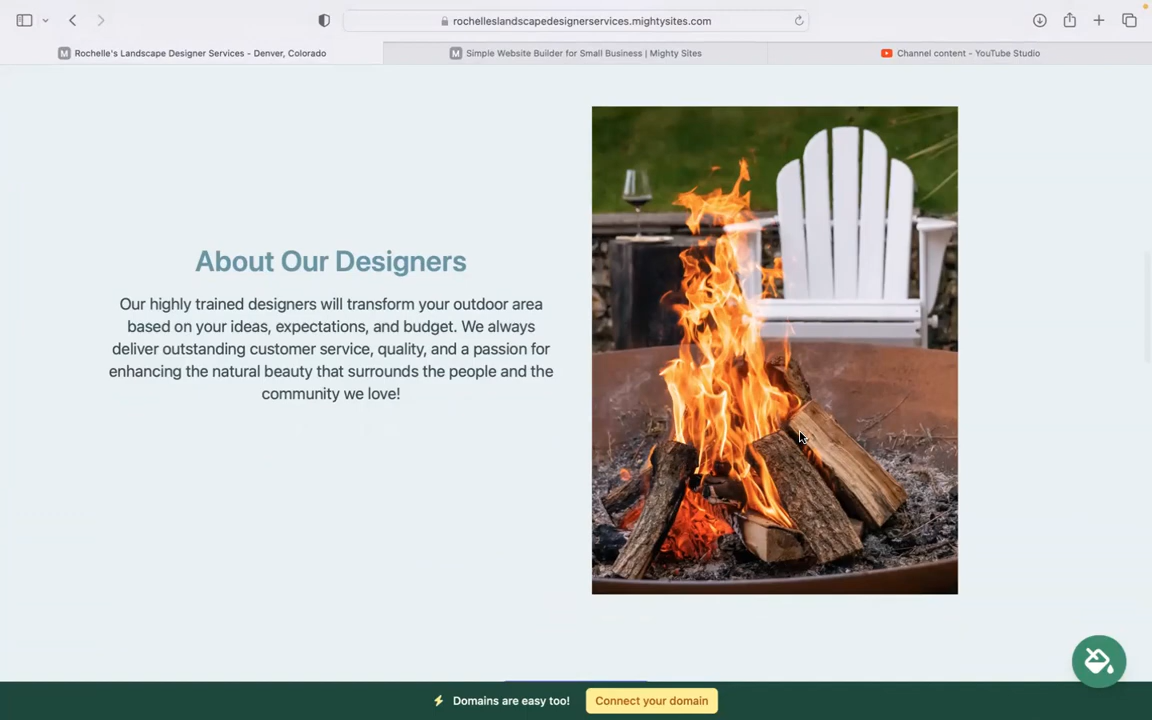 rochelleslandscapedesignerservices.mightysites.com
Rochelle's Landscape Designer Services - Denver, Colorado
Simple Website Builder for Small Business | Mighty Sites
Channel content - YouTube Studio
About Our Designers
Our highly trained designers will transform your outdoor area
based on your ideas, expectations, and budget. We always
deliver outstanding customer service, quality, and a passion for
enhancing the natural beauty that surrounds the people and the
community we love!
Domains are easy too!
Connect your domain